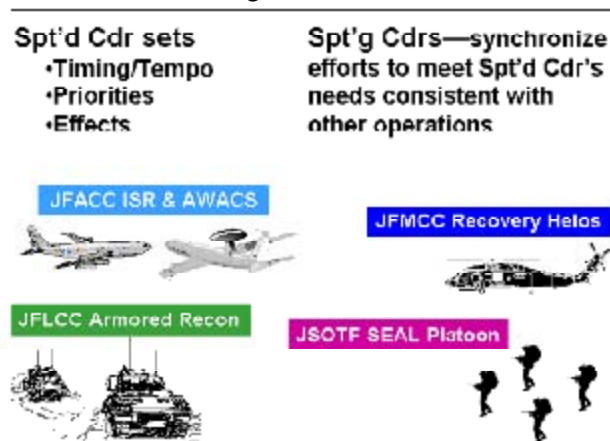 Spt'd Cdr sets
•Timing/Tempo
•Priorities
•Effects
Spt'g Cdrs—synchronize
efforts to meet Spt'd Cdr's
needs consistent with
other operations
JFACC ISR & AWACS
JFMCC Recovery Helos
JFLCC Armored Recon
JSOTF SEAL Platoon